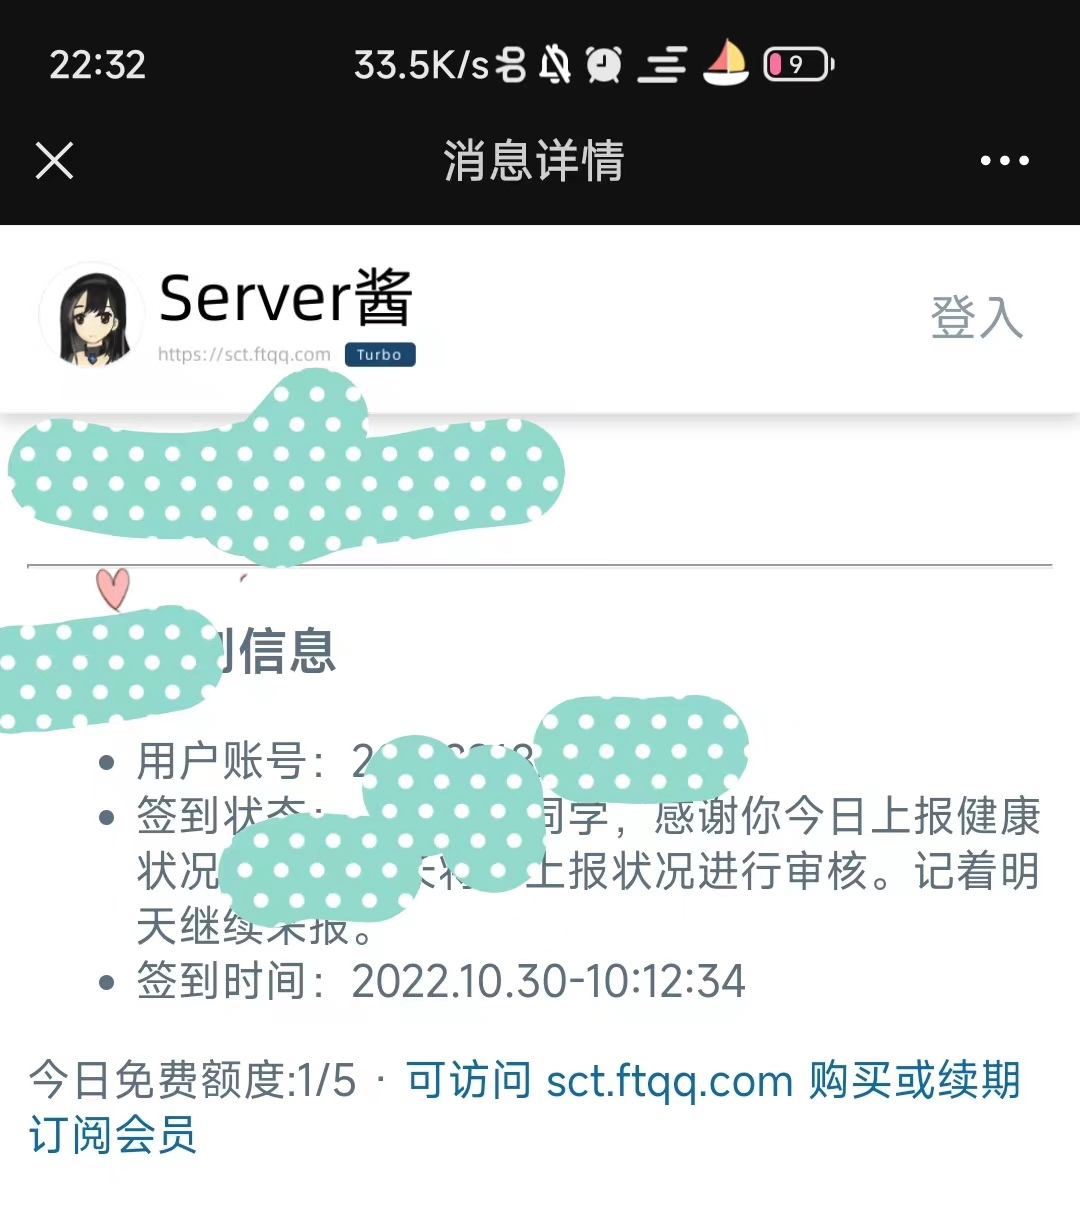 22:32 33.5K/s 9
消息详情
Server酱
登入
https://sct.ftqq.com Turbo
信息
用户账号：2
签到状态： 同学，感谢你今日上报健康
状况 上报状况进行审核。记着明
天继续来报。
签到时间：2022.10.30-10:12:34
今日免费额度:1/5 · 可访问 sct.ftqq.com 购买或续期
订阅会员